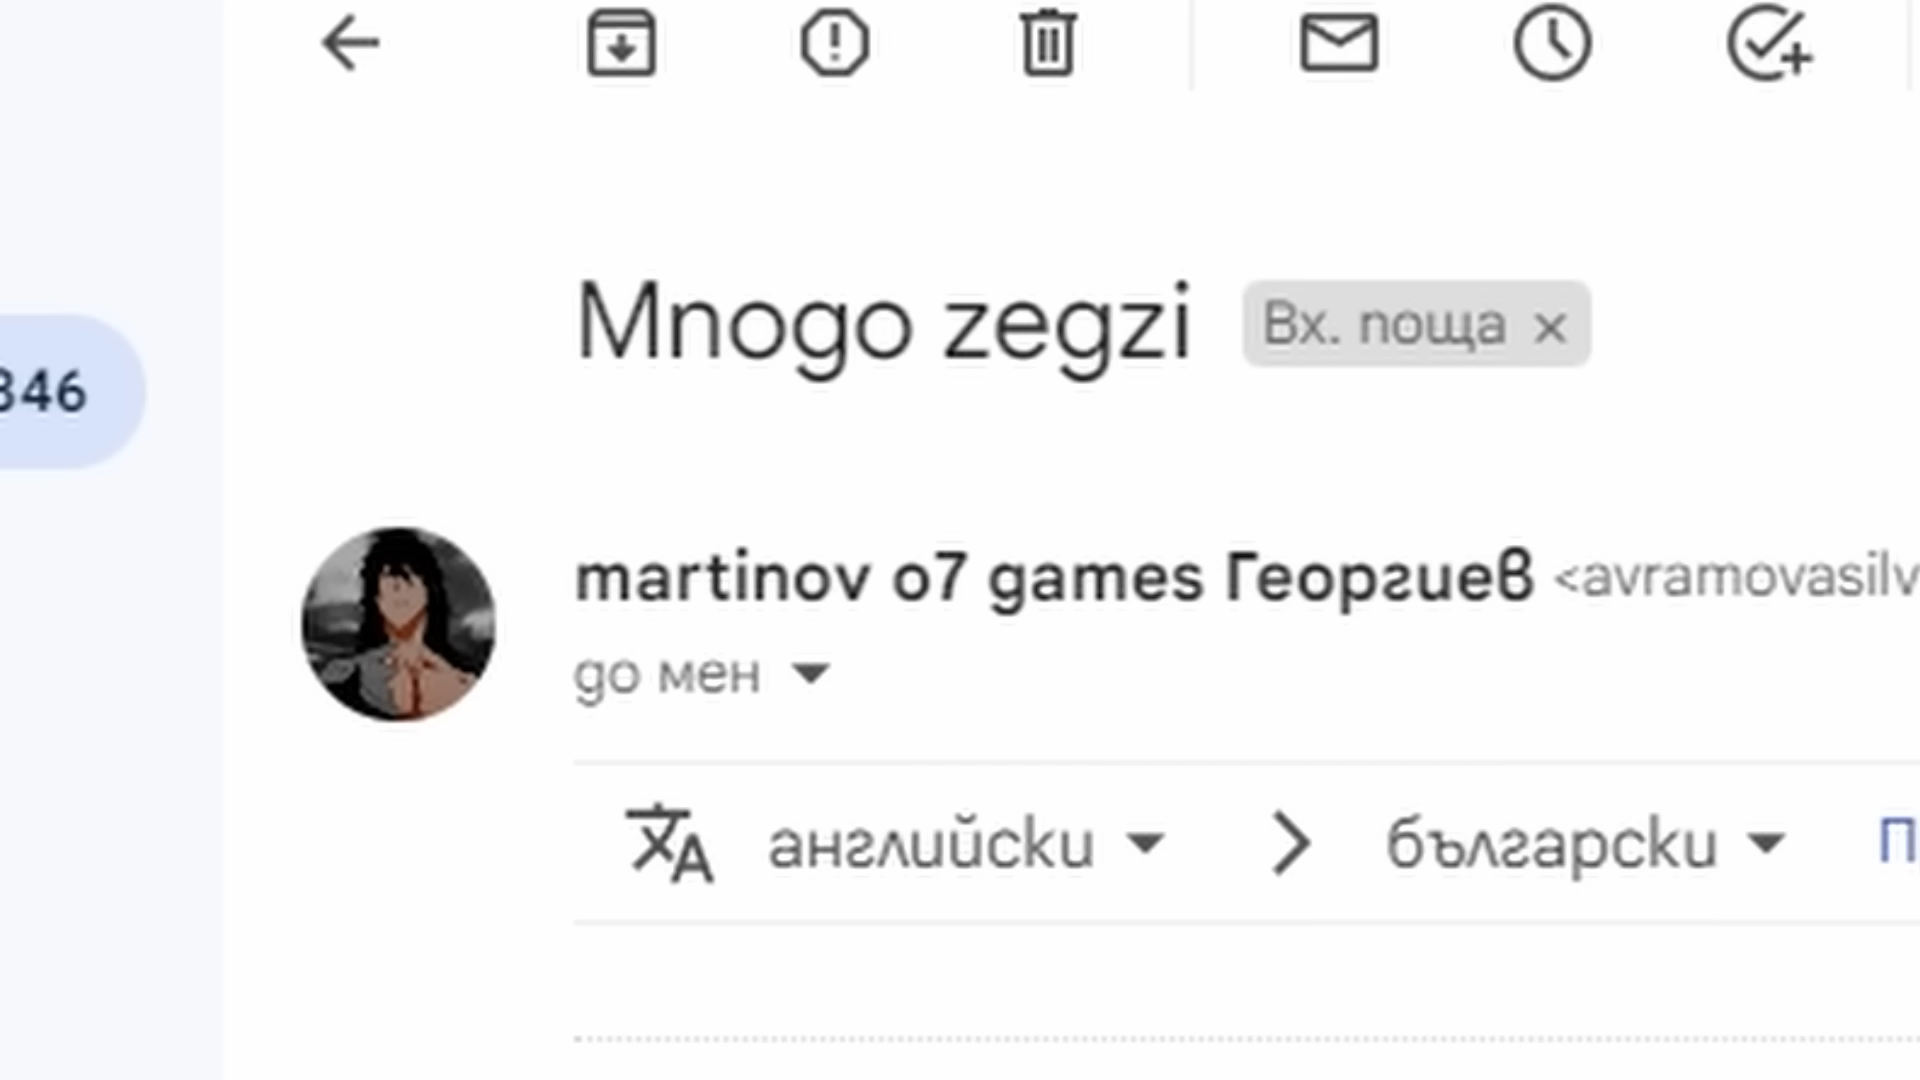 Mnogo zegzi Вх. поща ×
346
martinov o7 games Георгиев <avramovasilv
до мен
английски > български П